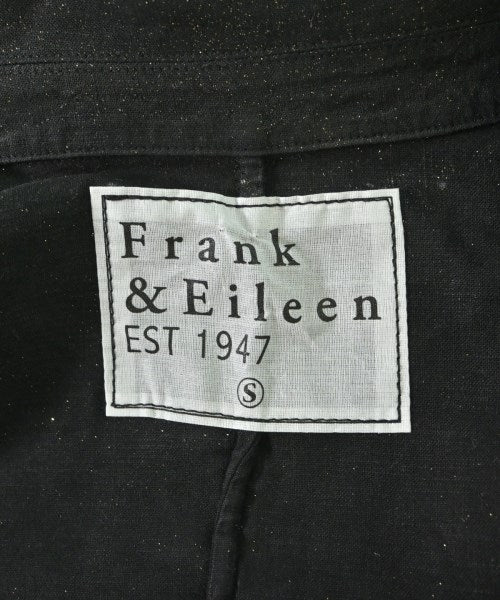 Frank
& Eileen
EST 1947
S